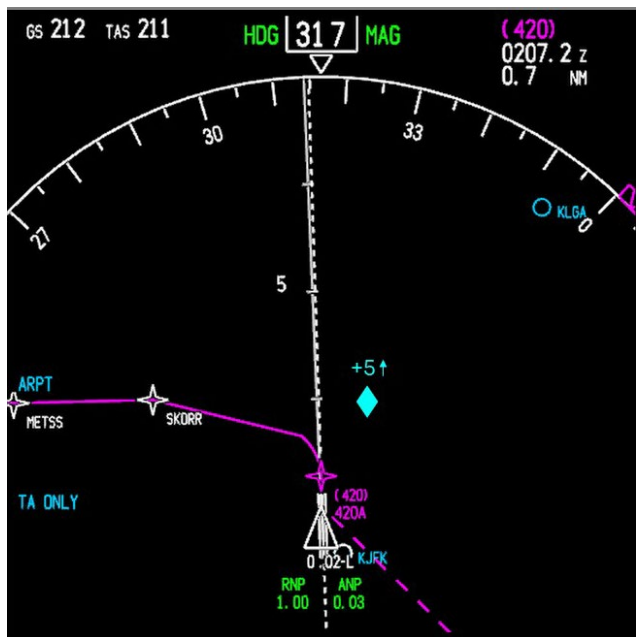 GS 212 TAS 211
HDG 317 MAG
(420)
0207.2 Z
0.7 NM
30
33
27
0
KLGA
5
+5↑
ARPT
METSS
SKORR
(420)
420A
TA ONLY
0.02-L
KJFK
RNP ANP
1.00 0.03